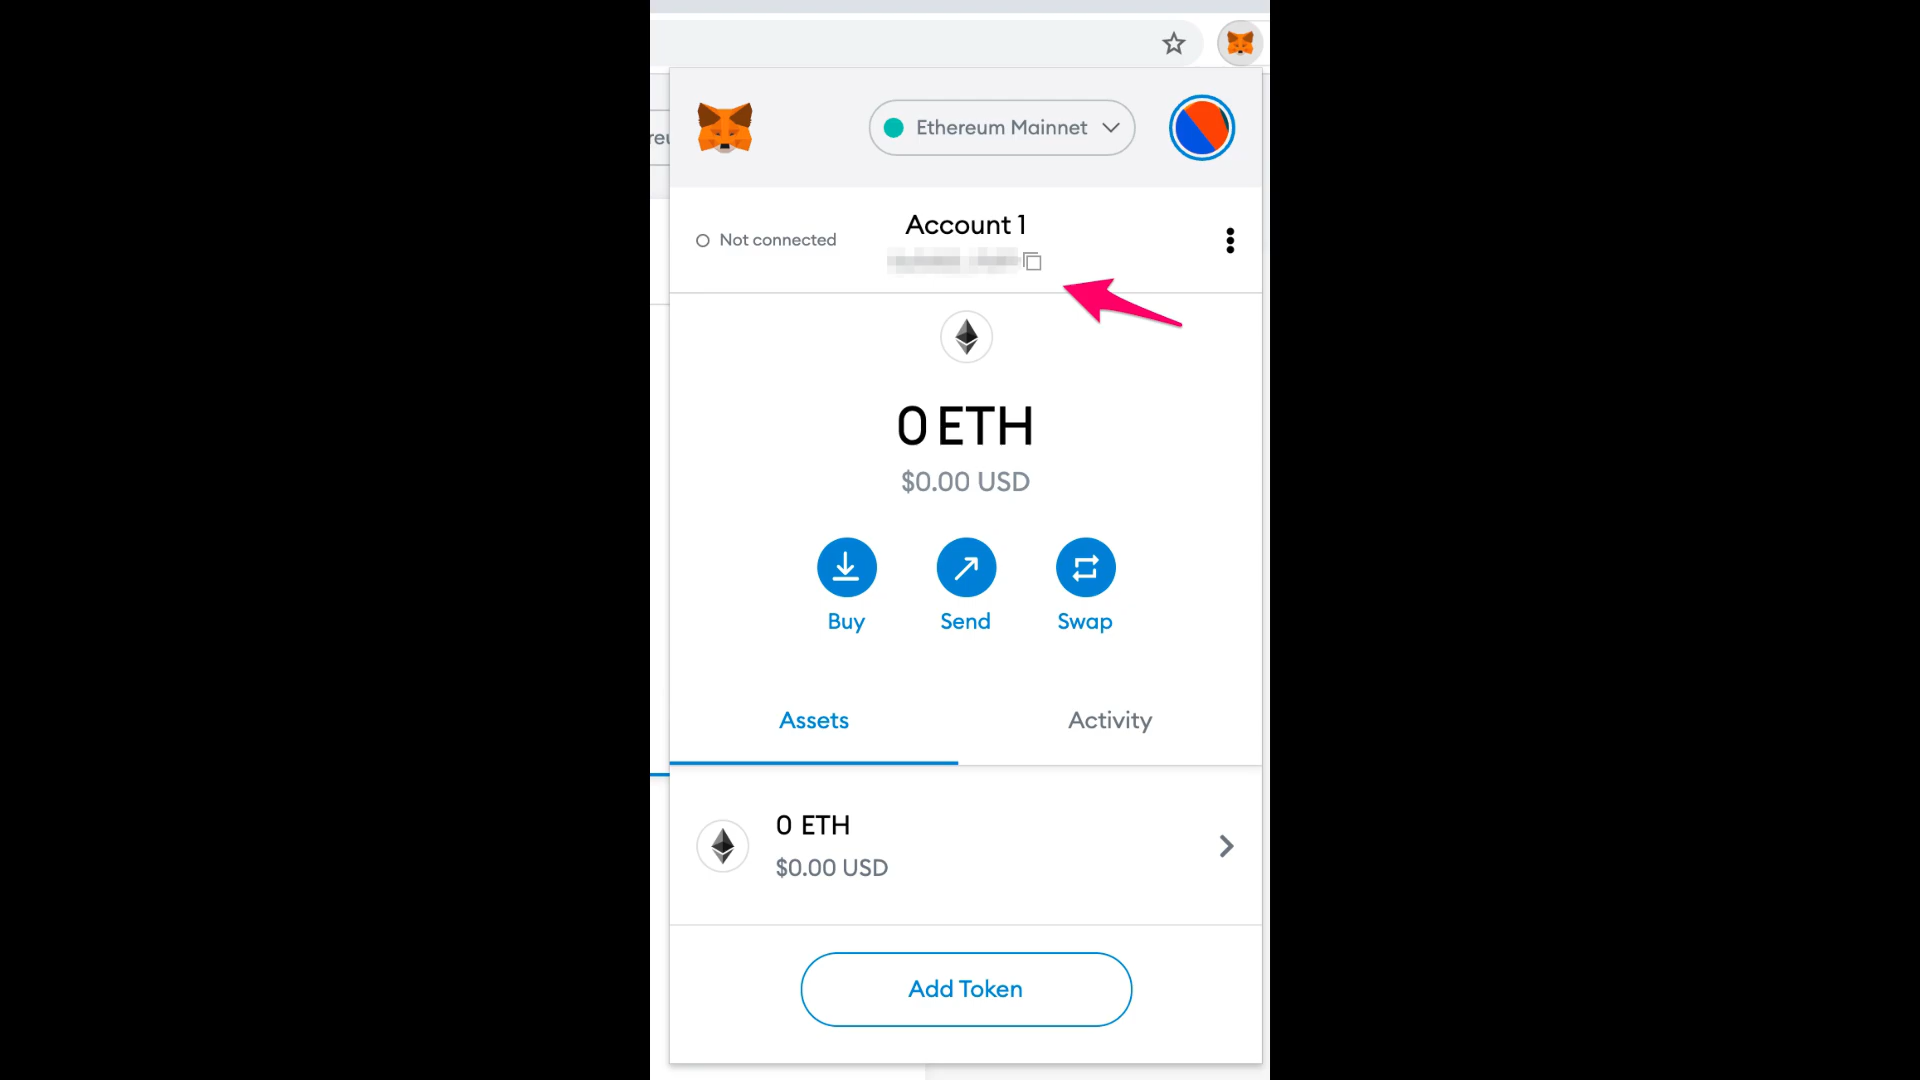 Ethereum Mainnet
Not connected
Account 1
0 ETH
$0.00 USD
Buy
Send
Swap
Assets
Activity
0 ETH
$0.00 USD
Add Token